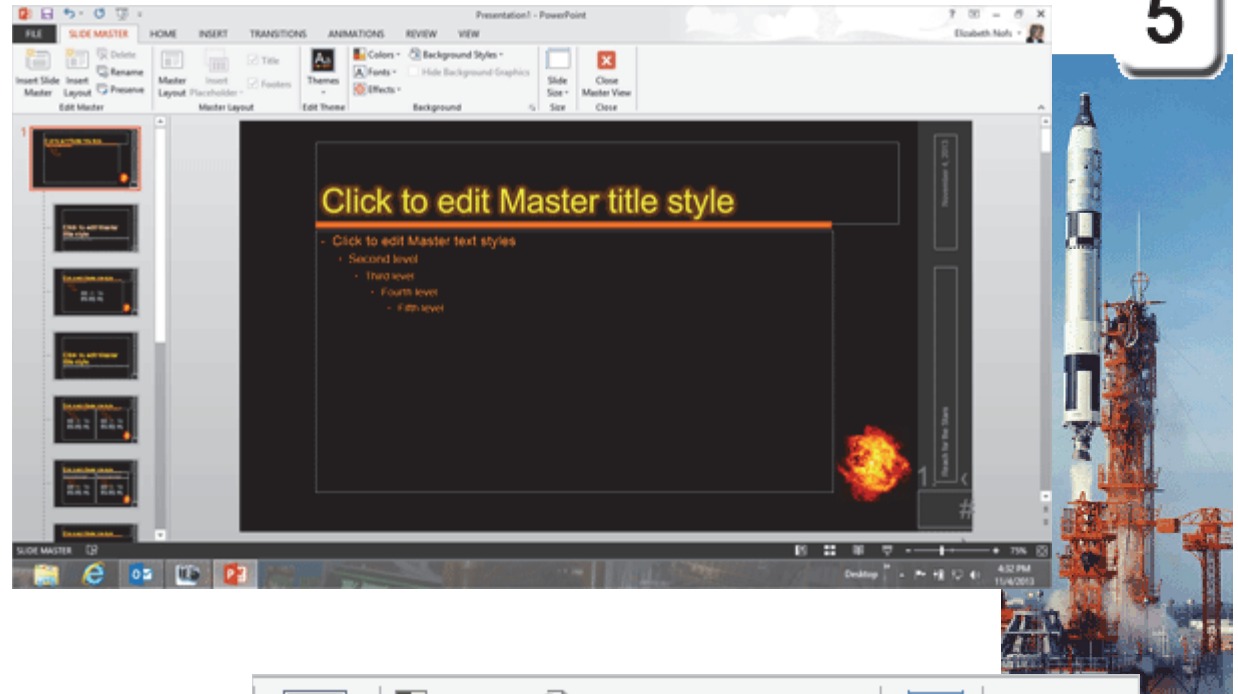 5
Presentation1 - PowerPoint
FILE SLIDE MASTER HOME INSERT TRANSITIONS ANIMATIONS REVIEW VIEW
Elizabeth Nofs
Insert Slide Master
Insert Layout
Delete
Rename
Preserve
Edit Master
Master Layout
Insert Placeholder
Title
Footers
Master Layout
Themes
Edit Theme
Colors
Fonts
Effects
Background Styles
Hide Background Graphics
Background
Slide Size
Size
Close Master View
Close
1
Click to edit Master title style
- Click to edit Master text styles
Second level
Third level
Fourth level
Fifth level
November 4, 2013
Reach for the Stars
#
SLIDE MASTER
75%
Desktop
4:32 PM
11/4/2013